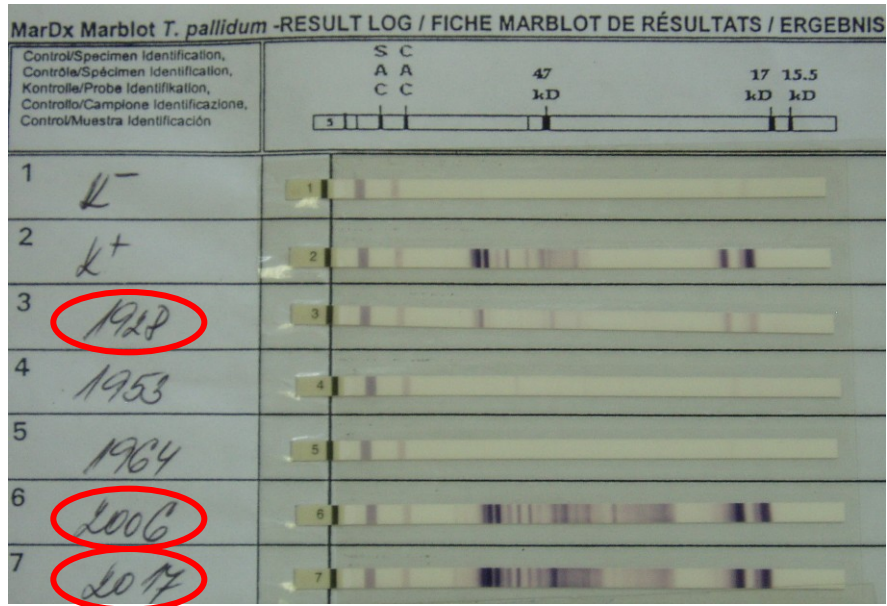 MarDx Marblot T. pallidum -RESULT LOG / FICHE MARBLOT DE RÉSULTATS / ERGEBNIS
Control/Specimen Identification,
Contrôle/Spécimen Identification,
Kontrolle/Probe Identifikation,
Controllo/Campione Identificazione,
Control/Muestra Identificación
S C
A A
C C
47
kD
17 15.5
kD kD
5
1 K- 1
2 K+ 2
3 1928 3
4 1953 4
5 1964 5
6 2006 6
7 2017 7